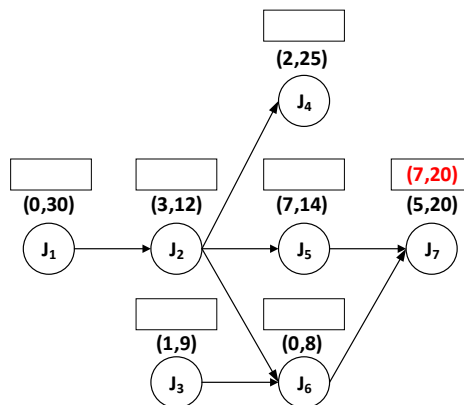 (2,25)
J4
(7,20)
(0,30)
(3,12)
(7,14)
(5,20)
J1
J2
J5
J7
(1,9)
(0,8)
J3
J6